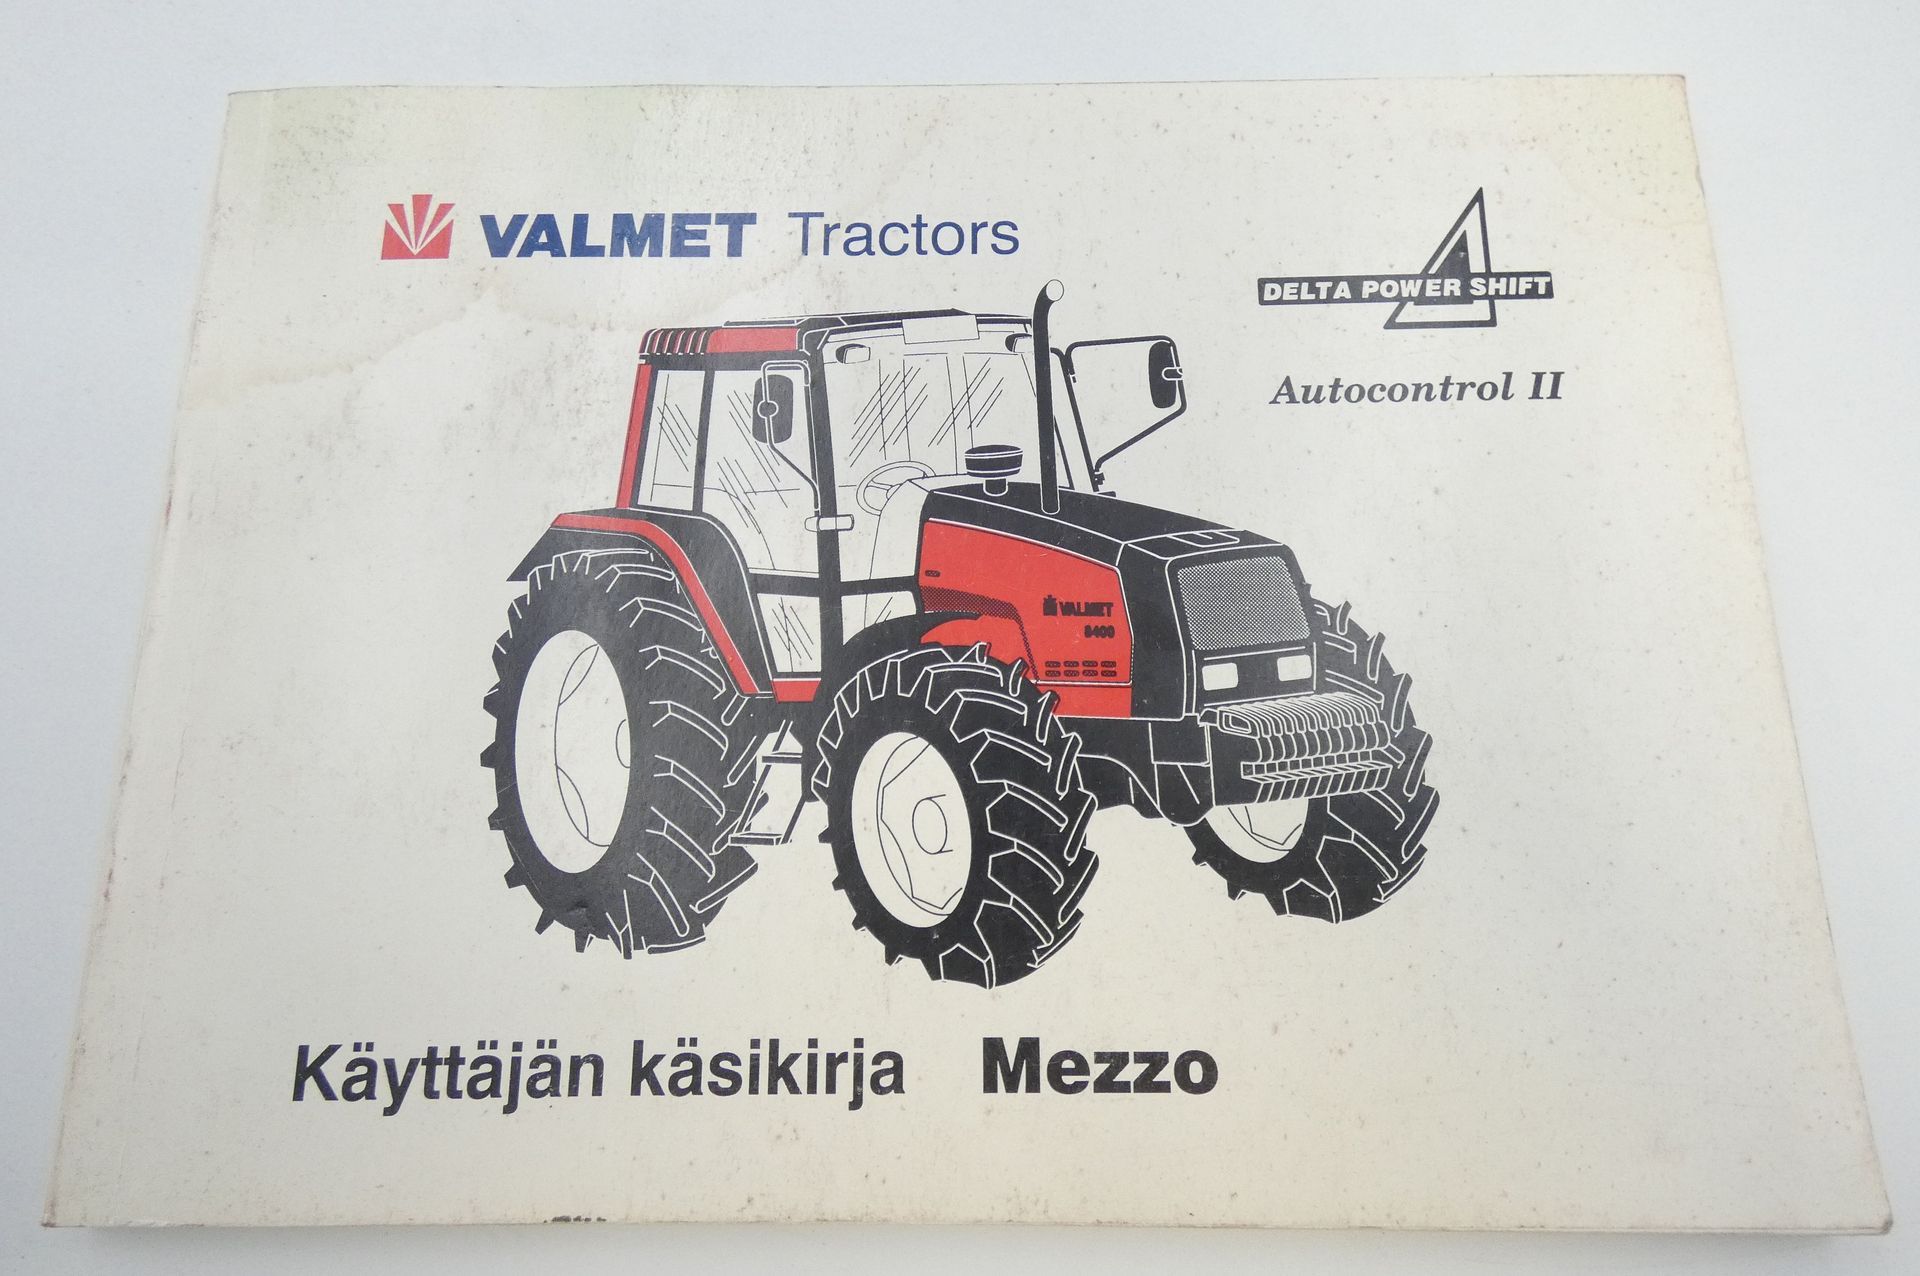 VALMET Tractors
DELTA POWER SHIFT
Autocontrol II
VALMET
Käyttäjän käsikirja Mezzo